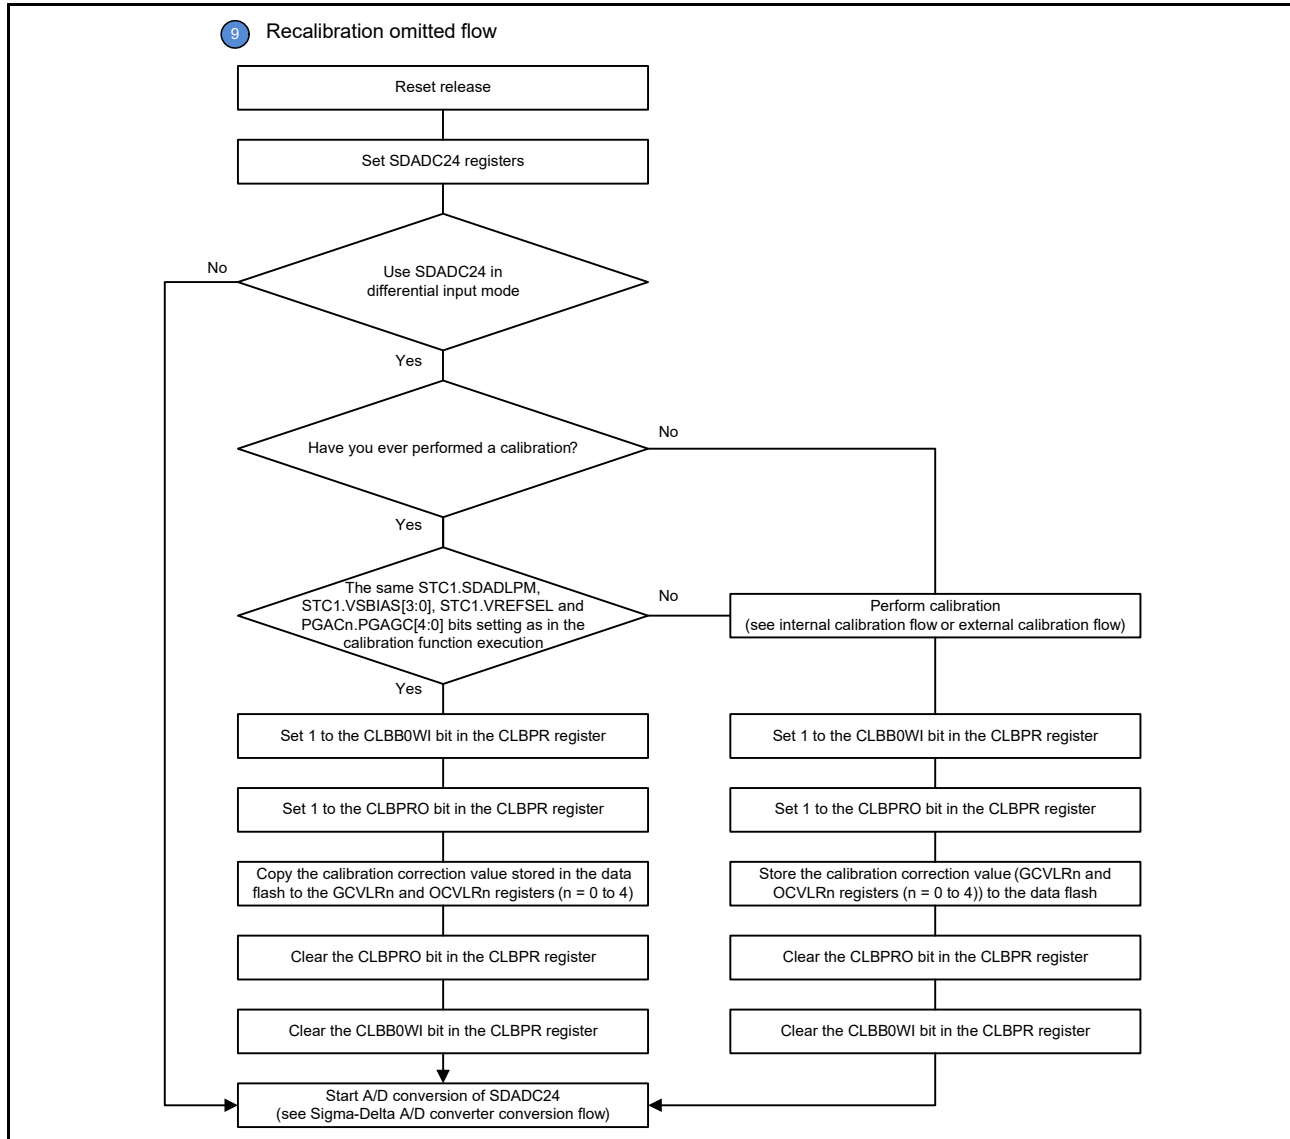 9 Recalibration omitted flow
Reset release
Set SDADC24 registers
Use SDADC24 in
differential input mode
No
Yes
Have you ever performed a calibration?
No
Yes
The same STC1.SDADLPM,
STC1.VSBIAS[3:0], STC1.VREFSEL and
PGACn.PGAGC[4:0] bits setting as in the
calibration function execution
No
Yes
Perform calibration
(see internal calibration flow or external calibration flow)
Set 1 to the CLBB0WI bit in the CLBPR register
Set 1 to the CLBPRO bit in the CLBPR register
Copy the calibration correction value stored in the data
flash to the GCVLRn and OCVLRn registers (n = 0 to 4)
Clear the CLBPRO bit in the CLBPR register
Clear the CLBB0WI bit in the CLBPR register
Set 1 to the CLBB0WI bit in the CLBPR register
Set 1 to the CLBPRO bit in the CLBPR register
Store the calibration correction value (GCVLRn and
OCVLRn registers (n = 0 to 4)) to the data flash
Clear the CLBPRO bit in the CLBPR register
Clear the CLBB0WI bit in the CLBPR register
Start A/D conversion of SDADC24
(see Sigma-Delta A/D converter conversion flow)